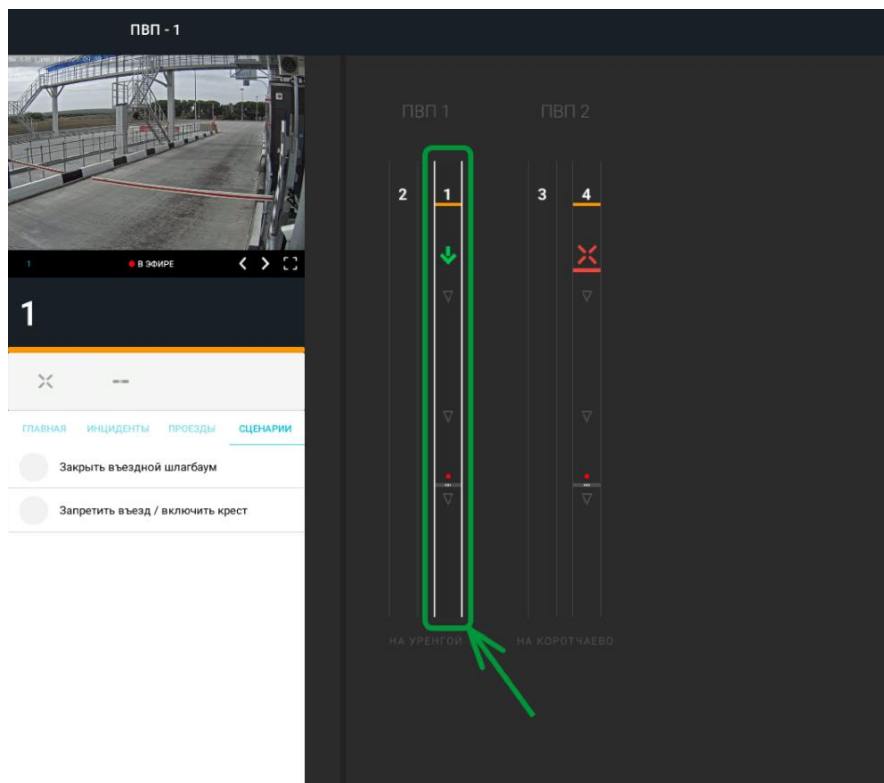 ПВП - 1
1
В ЭФИРЕ
1
ГЛАВНАЯ ИНЦИДЕНТЫ ПРОЕЗДЫ СЦЕНАРИИ
Закрыть въездной шлагбаум
Запретить въезд / включить крест
ПВП 1 ПВП 2
2 1 3 4
НА УРЕНГОЙ НА КОРОТЧАЕВО